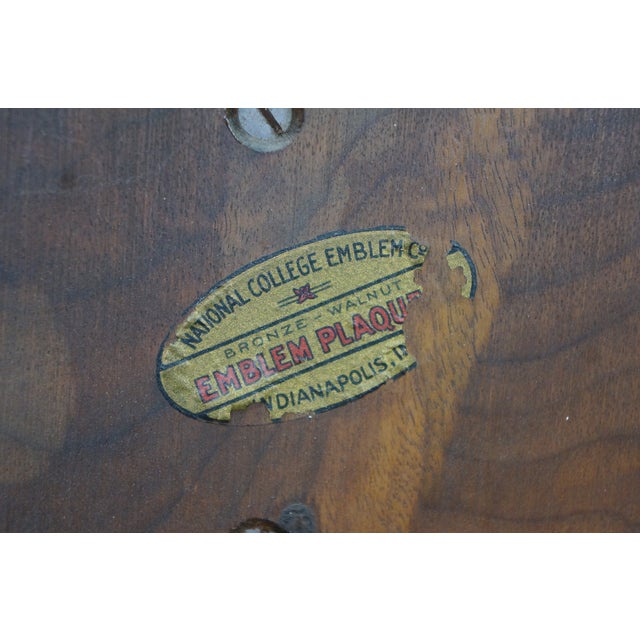 NATIONAL COLLEGE EMBLEM Co
BRONZE - WALNUT
EMBLEM PLAQU
NDIANAPOLIS, I